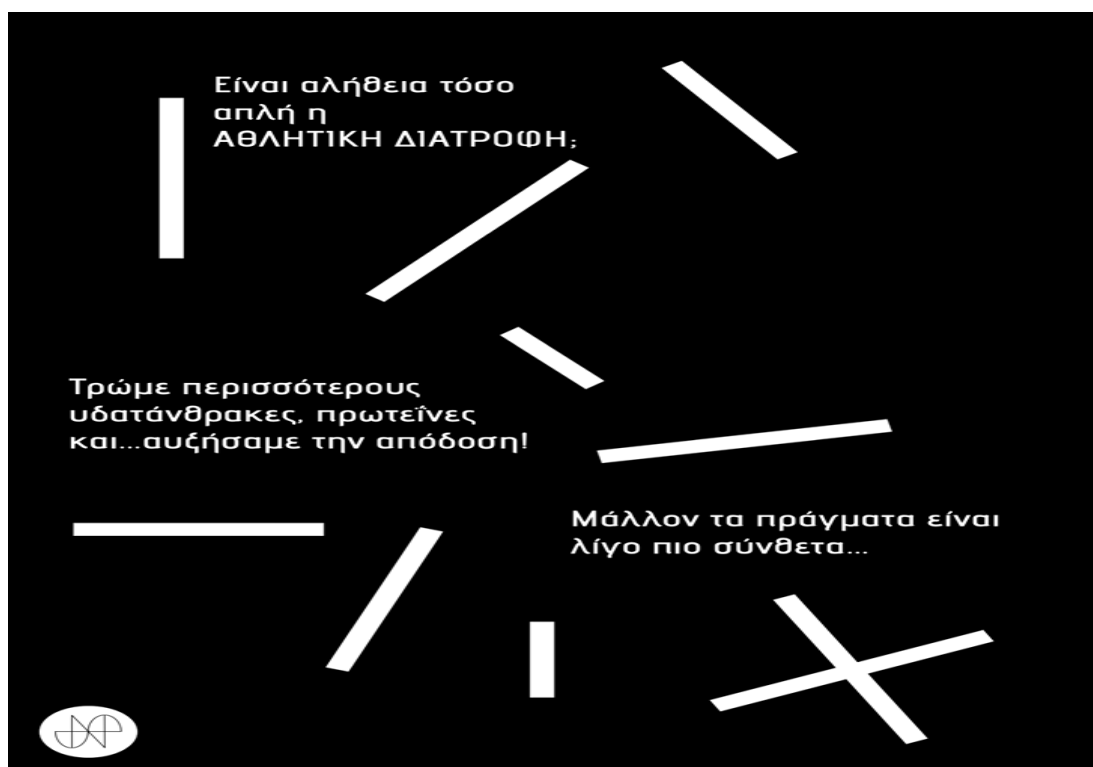 Είναι αλήθεια τόσο
απλή η
ΑΘΛΗΤΙΚΗ ΔΙΑΤΡΟΦΗ;
Τρώμε περισσότερους
υδατάνθρακες, πρωτεΐνες
και...αυξήσαμε την απόδοση!
Μάλλον τα πράγματα είναι
λίγο πιο σύνθετα...